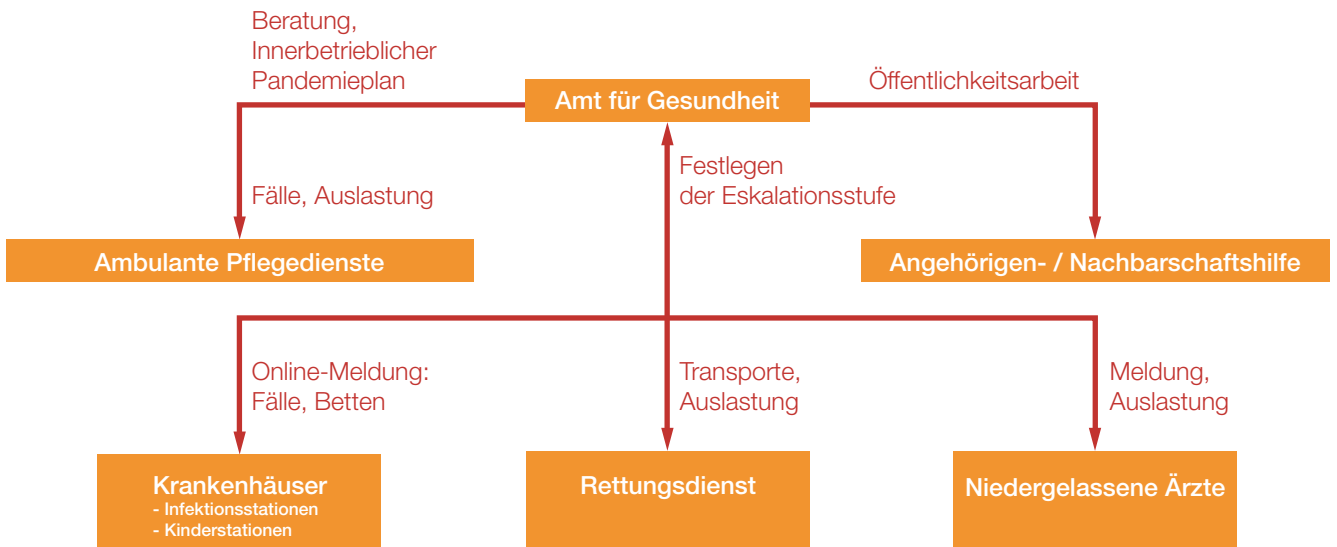 Beratung,
Innerbetrieblicher
Pandemieplan
Amt für Gesundheit
Öffentlichkeitsarbeit
Fälle, Auslastung
Festlegen
der Eskalationsstufe
Ambulante Pflegedienste
Angehörigen- / Nachbarschaftshilfe
Online-Meldung:
Fälle, Betten
Transporte,
Auslastung
Meldung,
Auslastung
Krankenhäuser
- Infektionsstationen
- Kinderstationen
Rettungsdienst
Niedergelassene Ärzte